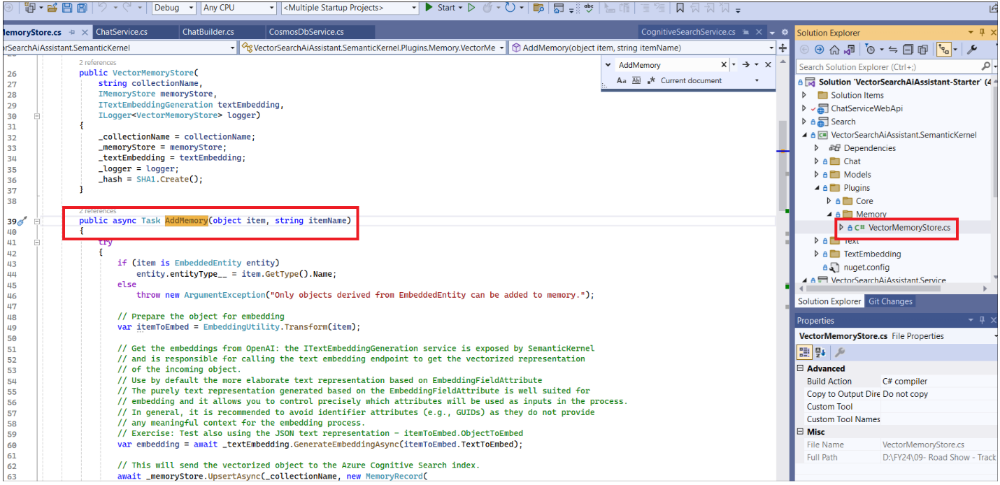 Debug
Any CPU
<Multiple Startup Projects>
Start
abc
MemoryStore.cs
ChatService.cs
ChatBuilder.cs
CosmosDbService.cs
CognitiveSearchService.cs
orSearchAiAssistant.SemanticKernel
VectorSearchAiAssistant.SemanticKernel.Plugins.Memory.VectorMe
AddMemory(object item, string itemName)
AddMemory
Aa Ab .* Current document
2 references
26 public VectorMemoryStore(
27 string collectionName,
28 IMemoryStore memoryStore,
29 ITextEmbeddingGeneration textEmbedding,
30 ILogger<VectorMemoryStore> logger)
31 {
32 _collectionName = collectionName;
33 _memoryStore = memoryStore;
34 _textEmbedding = textEmbedding;
35 _logger = logger;
36 _hash = SHA1.Create();
37 }
38
2 references
39 public async Task AddMemory(object item, string itemName)
40 {
41 try
42 {
43 if (item is EmbeddedEntity entity)
44 entity.entityType__ = item.GetType().Name;
45 else
46 throw new ArgumentException("Only objects derived from EmbeddedEntity can be added to memory.");
47
48 // Prepare the object for embedding
49 var itemToEmbed = EmbeddingUtility.Transform(item);
50
51 // Get the embeddings from OpenAI: the ITextEmbeddingGeneration service is exposed by SemanticKernel
52 // and is responsible for calling the text embedding endpoint to get the vectorized representation
53 // of the incoming object.
54 // Use by default the more elaborate text representation based on EmbeddingFieldAttribute
55 // The purely text representation generated based on the EmbeddingFieldAttribute is well suited for
56 // embedding and it allows you to control precisely which attributes will be used as inputs in the process.
57 // In general, it is recommended to avoid identifier attributes (e.g., GUIDs) as they do not provide
58 // any meaningful context for the embedding process.
59 // Exercise: Test also using the JSON text representation - itemToEmbed.ObjectToEmbed
60 var embedding = await _textEmbedding.GenerateEmbeddingAsync(itemToEmbed.TextToEmbed);
61
62 // This will send the vectorized object to the Azure Cognitive Search index.
63 await _memoryStore.UpsertAsync(_collectionName, new MemoryRecord(
Solution Explorer
Search Solution Explorer (Ctrl+;)
Solution 'VectorSearchAiAssistant-Starter' (4
Solution Items
ChatServiceWebApi
Search
C# VectorSearchAiAssistant.SemanticKernel
Dependencies
Chat
Models
Plugins
Core
Memory
C# VectorMemoryStore.cs
Text
TextEmbedding
nuget.config
C# VectorSearchAiAssistant.Service
Solution Explorer
Git Changes
Properties
VectorMemoryStore.cs File Properties
Advanced
Build Action C# compiler
Copy to Output Dire Do not copy
Custom Tool
Custom Tool Names
Misc
File Name VectorMemoryStore.cs
Full Path D:\FY24\09- Road Show - Track